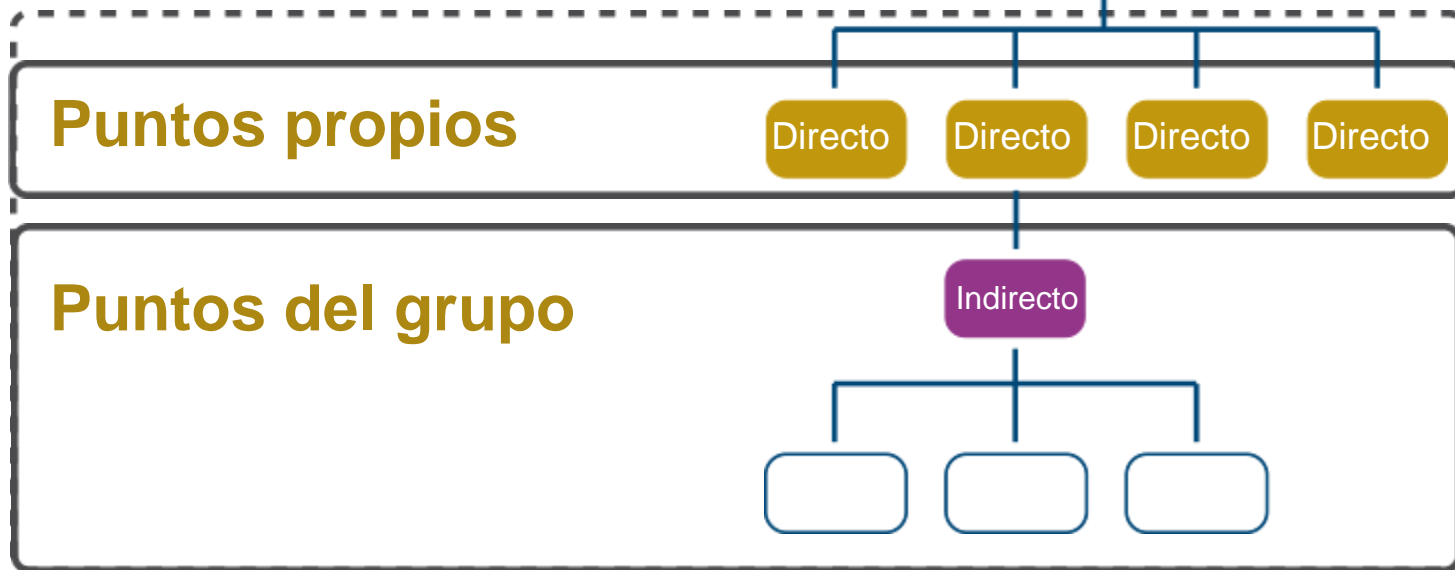 Puntos propios
Directo Directo Directo Directo
Puntos del grupo
Indirecto